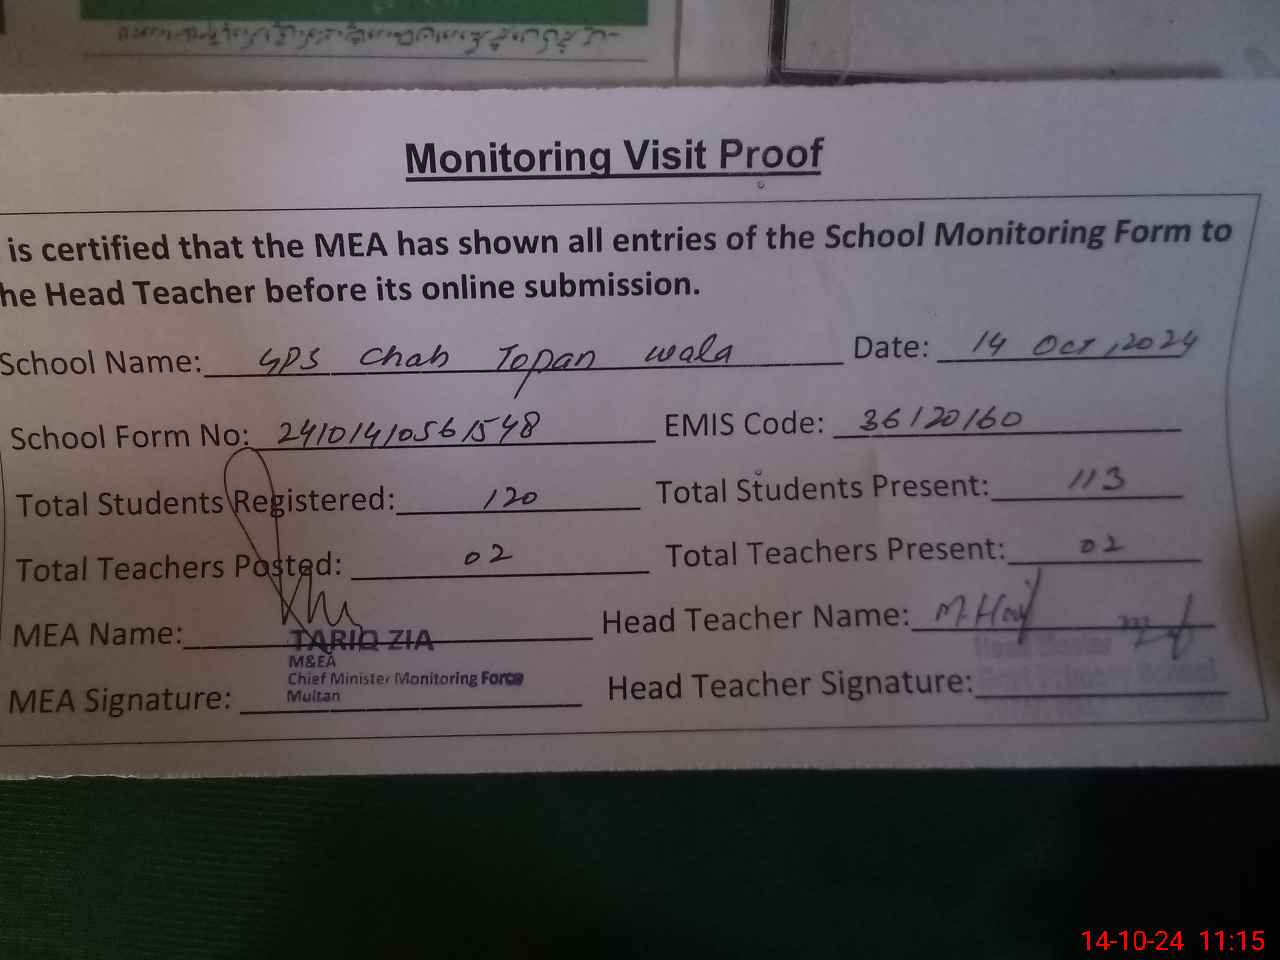 Monitoring Visit Proof
is certified that the MEA has shown all entries of the School Monitoring Form to
he Head Teacher before its online submission.
School Name: GPS Chah Topan wala Date: 14 Oct, 2024
School Form No: 24101410561548 EMIS Code: 36120160
Total Students Registered: 120 Total Students Present: 113
Total Teachers Posted: 02 Total Teachers Present: 02
MEA Name: Head Teacher Name:
TARIQ ZIA
M&EA
Chief Minister Monitoring Force
Multan
MEA Signature: Head Teacher Signature:
14-10-24 11:15